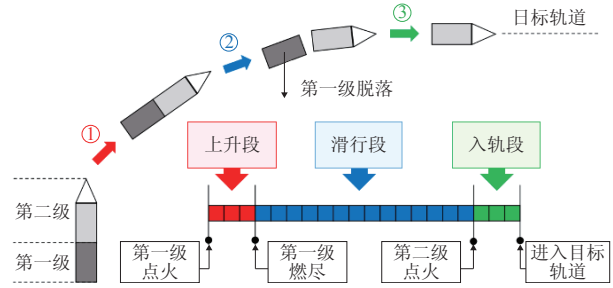 ③
目标轨道
②
第一级脱落
①
上升段
滑行段
入轨段
第二级
第一级
第一级
点火
第一级
燃尽
第二级
点火
进入目标
轨道